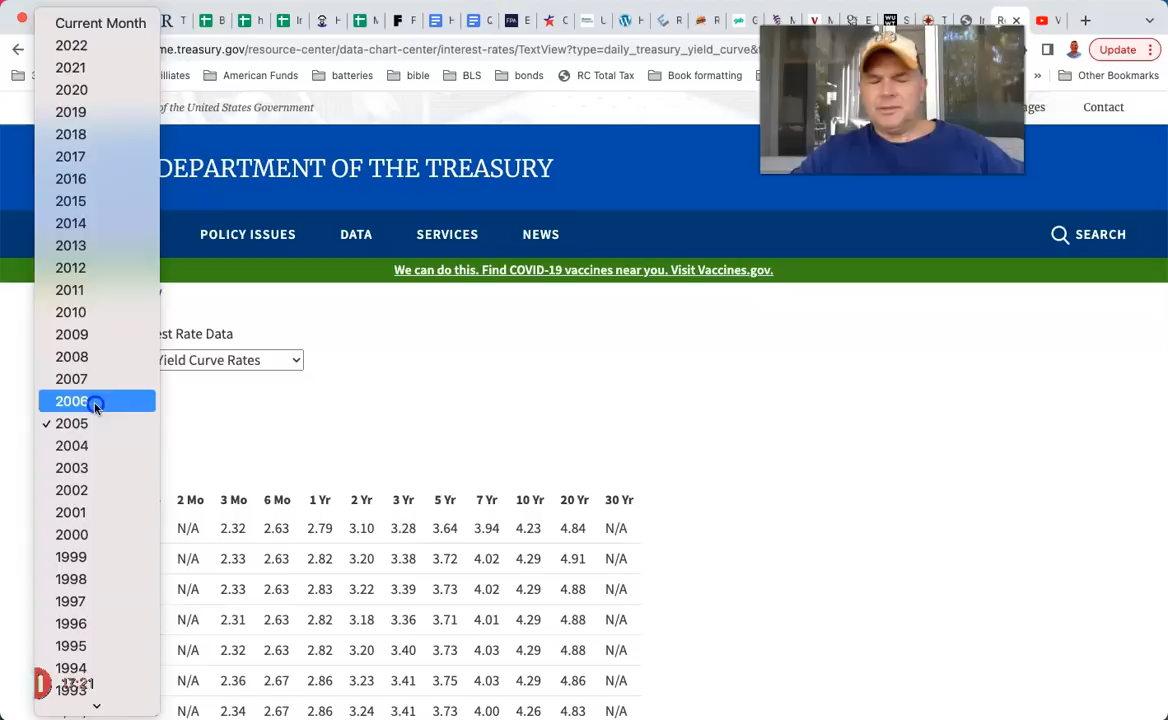 Current Month
2022
2021
2020
2019
2018
2017
2016
2015
2014
2013
2012
2011
2010
2009
2008
2007
2006
✓ 2005
2004
2003
2002
2001
2000
1999
1998
1997
1996
1995
1994
1993
17:21
me.treasury.gov/resource-center/data-chart-center/interest-rates/TextView?type=daily_treasury_yield_curve&
Update
American Funds
batteries
bible
BLS
bonds
RC Total Tax
Book formatting
»
Other Bookmarks
of the United States Government
Contact
DEPARTMENT OF THE TREASURY
POLICY ISSUES DATA SERVICES NEWS SEARCH
We can do this. Find COVID-19 vaccines near you. Visit Vaccines.gov.
est Rate Data
Yield Curve Rates
2 Mo 3 Mo 6 Mo 1 Yr 2 Yr 3 Yr 5 Yr 7 Yr 10 Yr 20 Yr 30 Yr
N/A 2.32 2.63 2.79 3.10 3.28 3.64 3.94 4.23 4.84 N/A
N/A 2.33 2.63 2.82 3.20 3.38 3.72 4.02 4.29 4.91 N/A
N/A 2.33 2.63 2.83 3.22 3.39 3.73 4.02 4.29 4.88 N/A
N/A 2.31 2.63 2.82 3.18 3.36 3.71 4.01 4.29 4.88 N/A
N/A 2.32 2.63 2.82 3.20 3.40 3.73 4.03 4.29 4.88 N/A
N/A 2.36 2.67 2.86 3.23 3.41 3.75 4.03 4.29 4.86 N/A
N/A 2.34 2.67 2.86 3.24 3.41 3.73 4.00 4.26 4.83 N/A